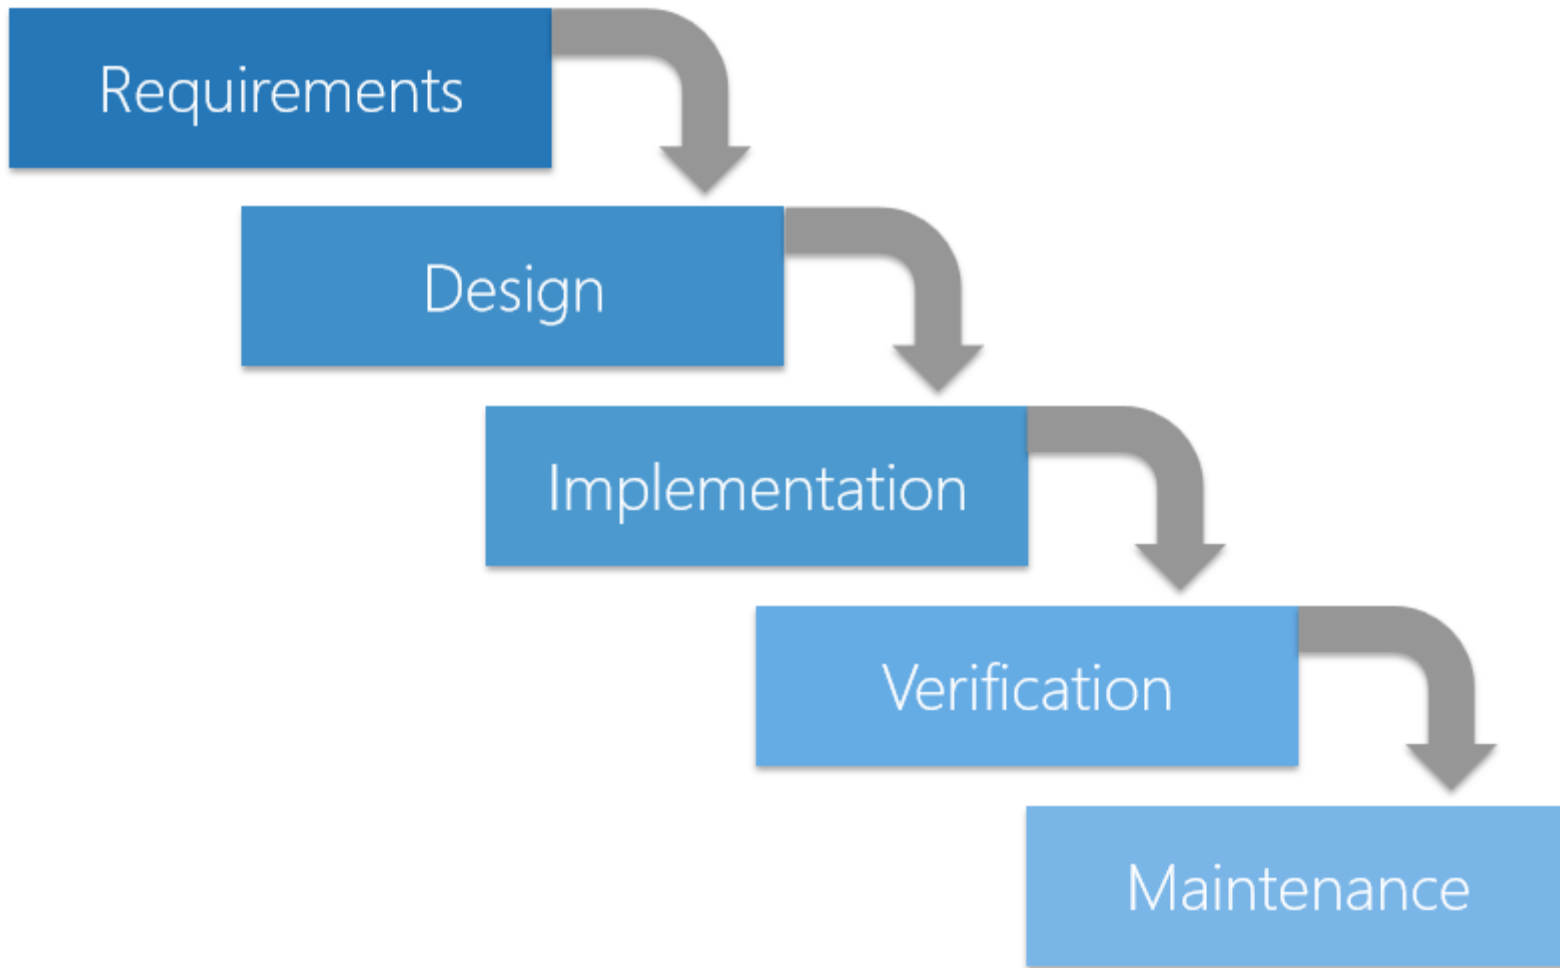 Requirements
Design
Implementation
Verification
Maintenance